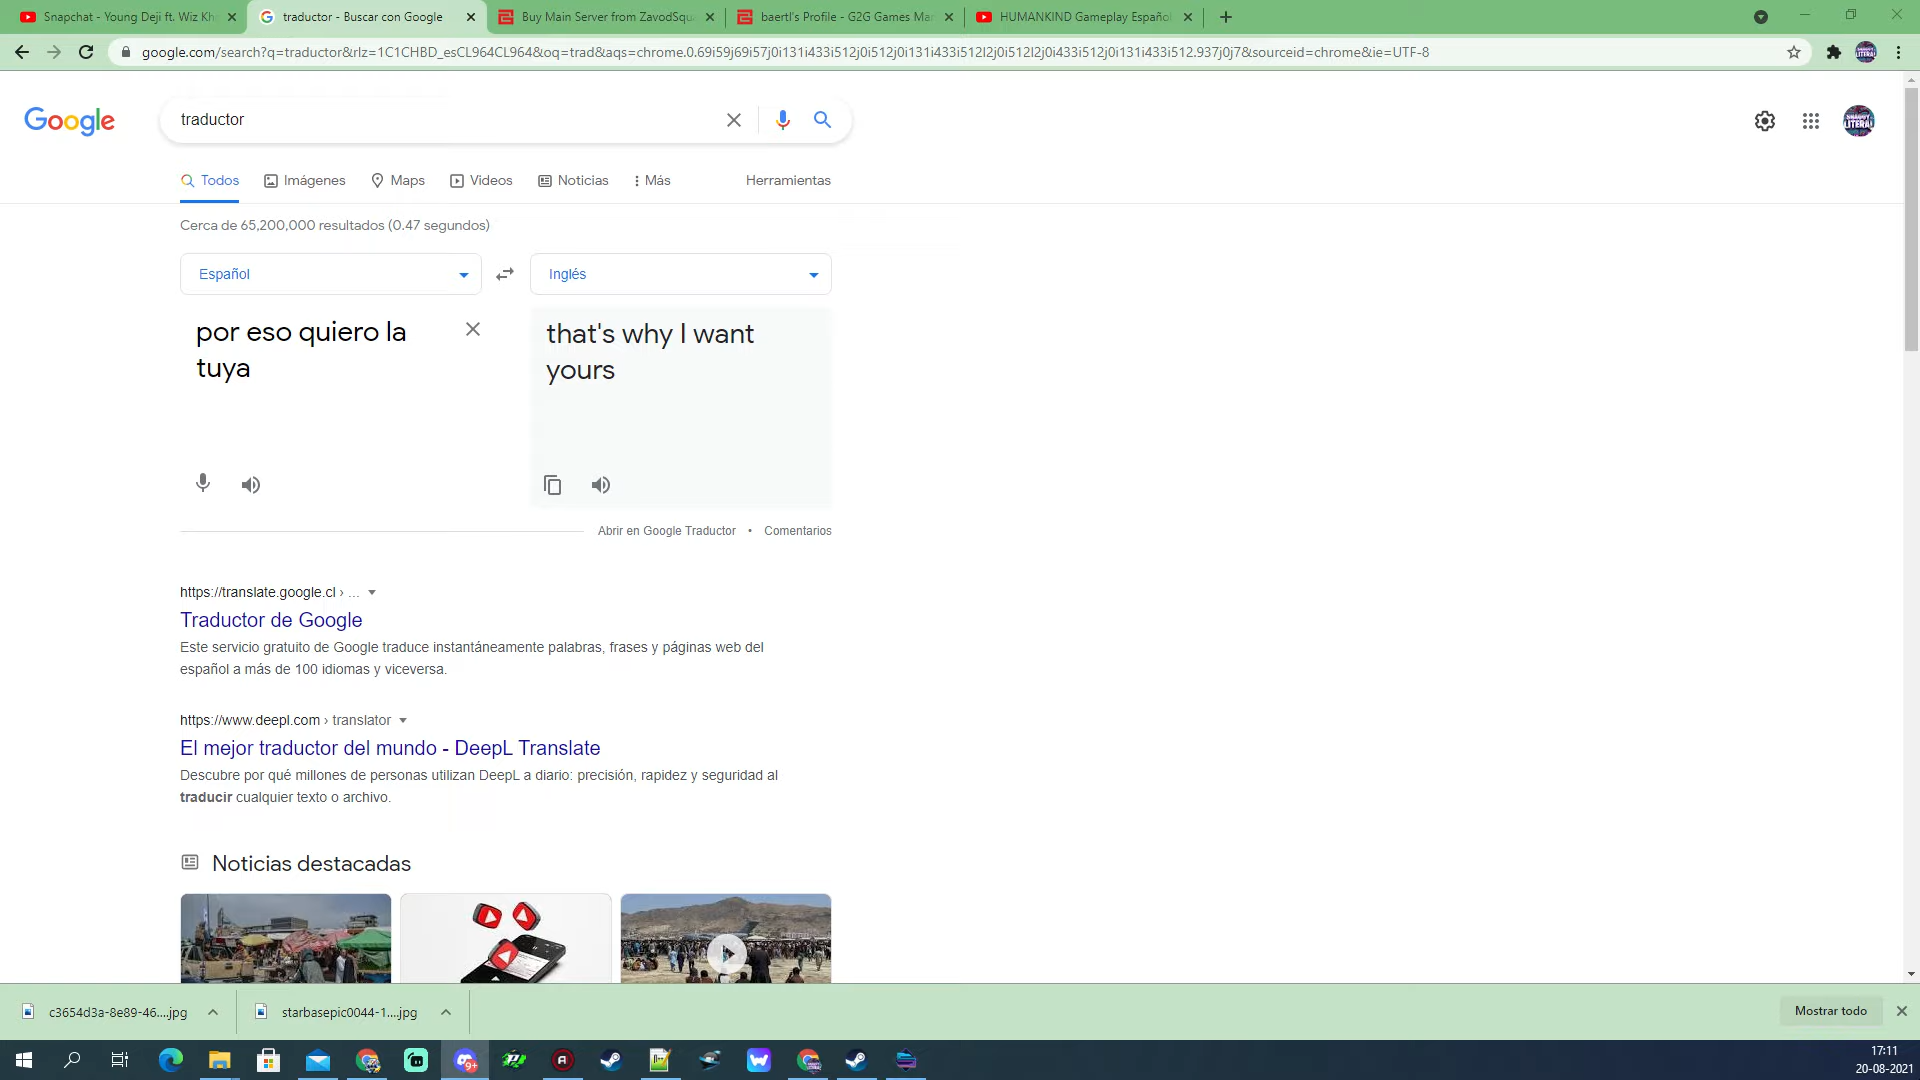 Snapchat - Young Deji ft. Wiz Kh
traductor - Buscar con Google
Buy Main Server from ZavodSqu
baertl's Profile - G2G Games Mar
HUMANKIND Gameplay Español
google.com/search?q=traductor&rlz=1C1CHBD_esCL964CL964&oq=trad&aqs=chrome.0.69i59j69i57j0i131i433i512j0i512j0i131i433i512l2j0i512l2j0i433i512j0i131i433i512.937j0j7&sourceid=chrome&ie=UTF-8
Google
traductor
Todos
Imágenes
Maps
Videos
Noticias
Más
Herramientas
Cerca de 65,200,000 resultados (0.47 segundos)
Español
Inglés
por eso quiero la
tuya
that's why I want
yours
Abrir en Google Traductor • Comentarios
https://translate.google.cl › ...
Traductor de Google
Este servicio gratuito de Google traduce instantáneamente palabras, frases y páginas web del
español a más de 100 idiomas y viceversa.
https://www.deepl.com › translator
El mejor traductor del mundo - DeepL Translate
Descubre por qué millones de personas utilizan DeepL a diario: precisión, rapidez y seguridad al
traducir cualquier texto o archivo.
Noticias destacadas
c3654d3a-8e89-46....jpg
starbasepic0044-1....jpg
Mostrar todo
9+
17:11
20-08-2021